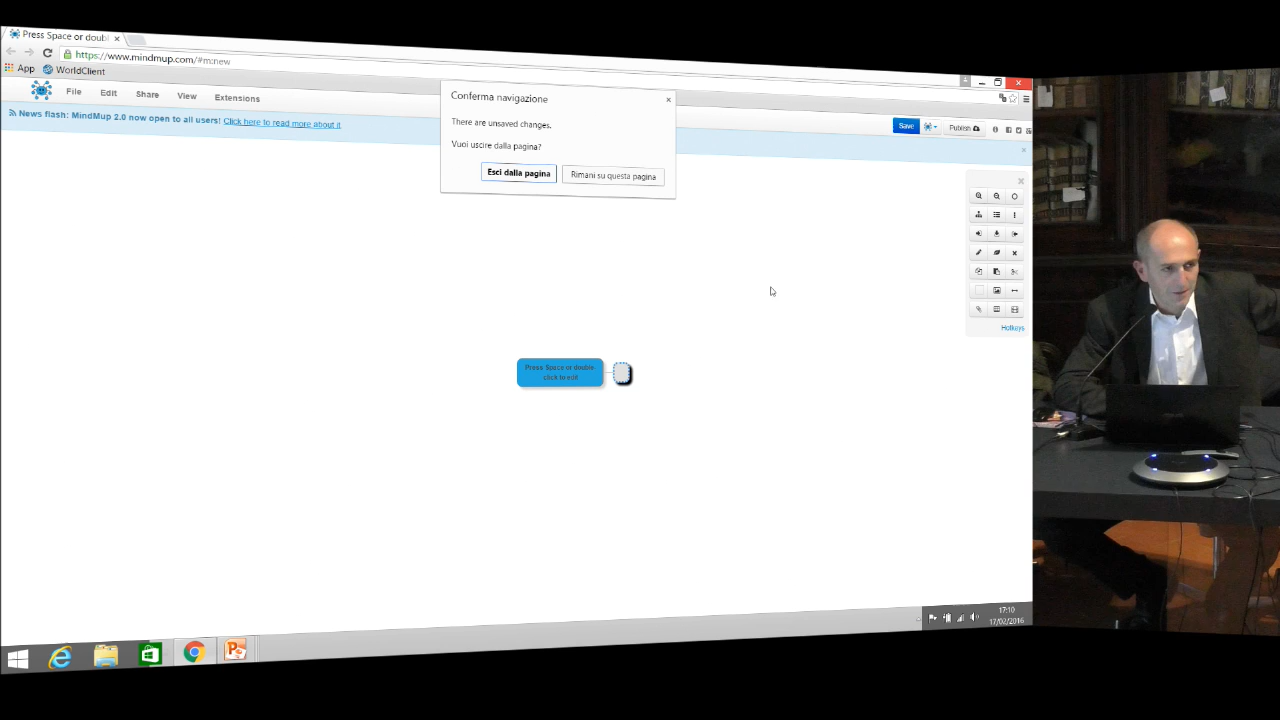 Press Space or doubl
https://www.mindmup.com/#m:new
App WorldClient
File Edit Share View Extensions
News flash: MindMup 2.0 now open to all users! Click here to read more about it.
Save
Publish
Conferma navigazione
There are unsaved changes.
Vuoi uscire dalla pagina?
Esci dalla pagina
Rimani su questa pagina
Hotkeys
Press Space or double
click to edit
17:10
17/02/2016